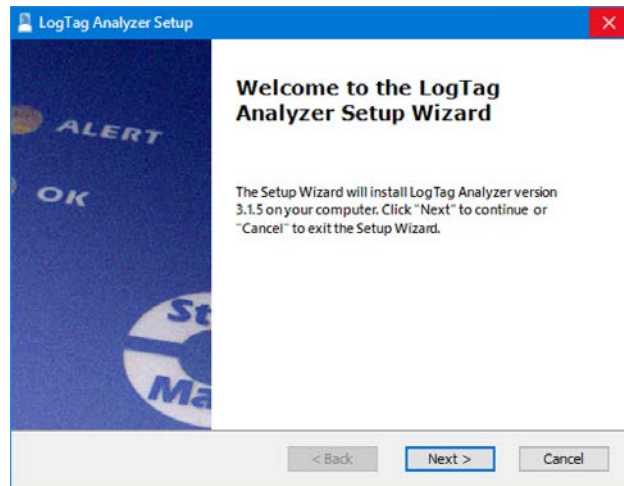 LogTag Analyzer Setup
Welcome to the LogTag
Analyzer Setup Wizard
ALERT
OK
The Setup Wizard will install LogTag Analyzer version
3.1.5 on your computer. Click "Next" to continue or
"Cancel" to exit the Setup Wizard.
St
Ma
< Back
Next >
Cancel